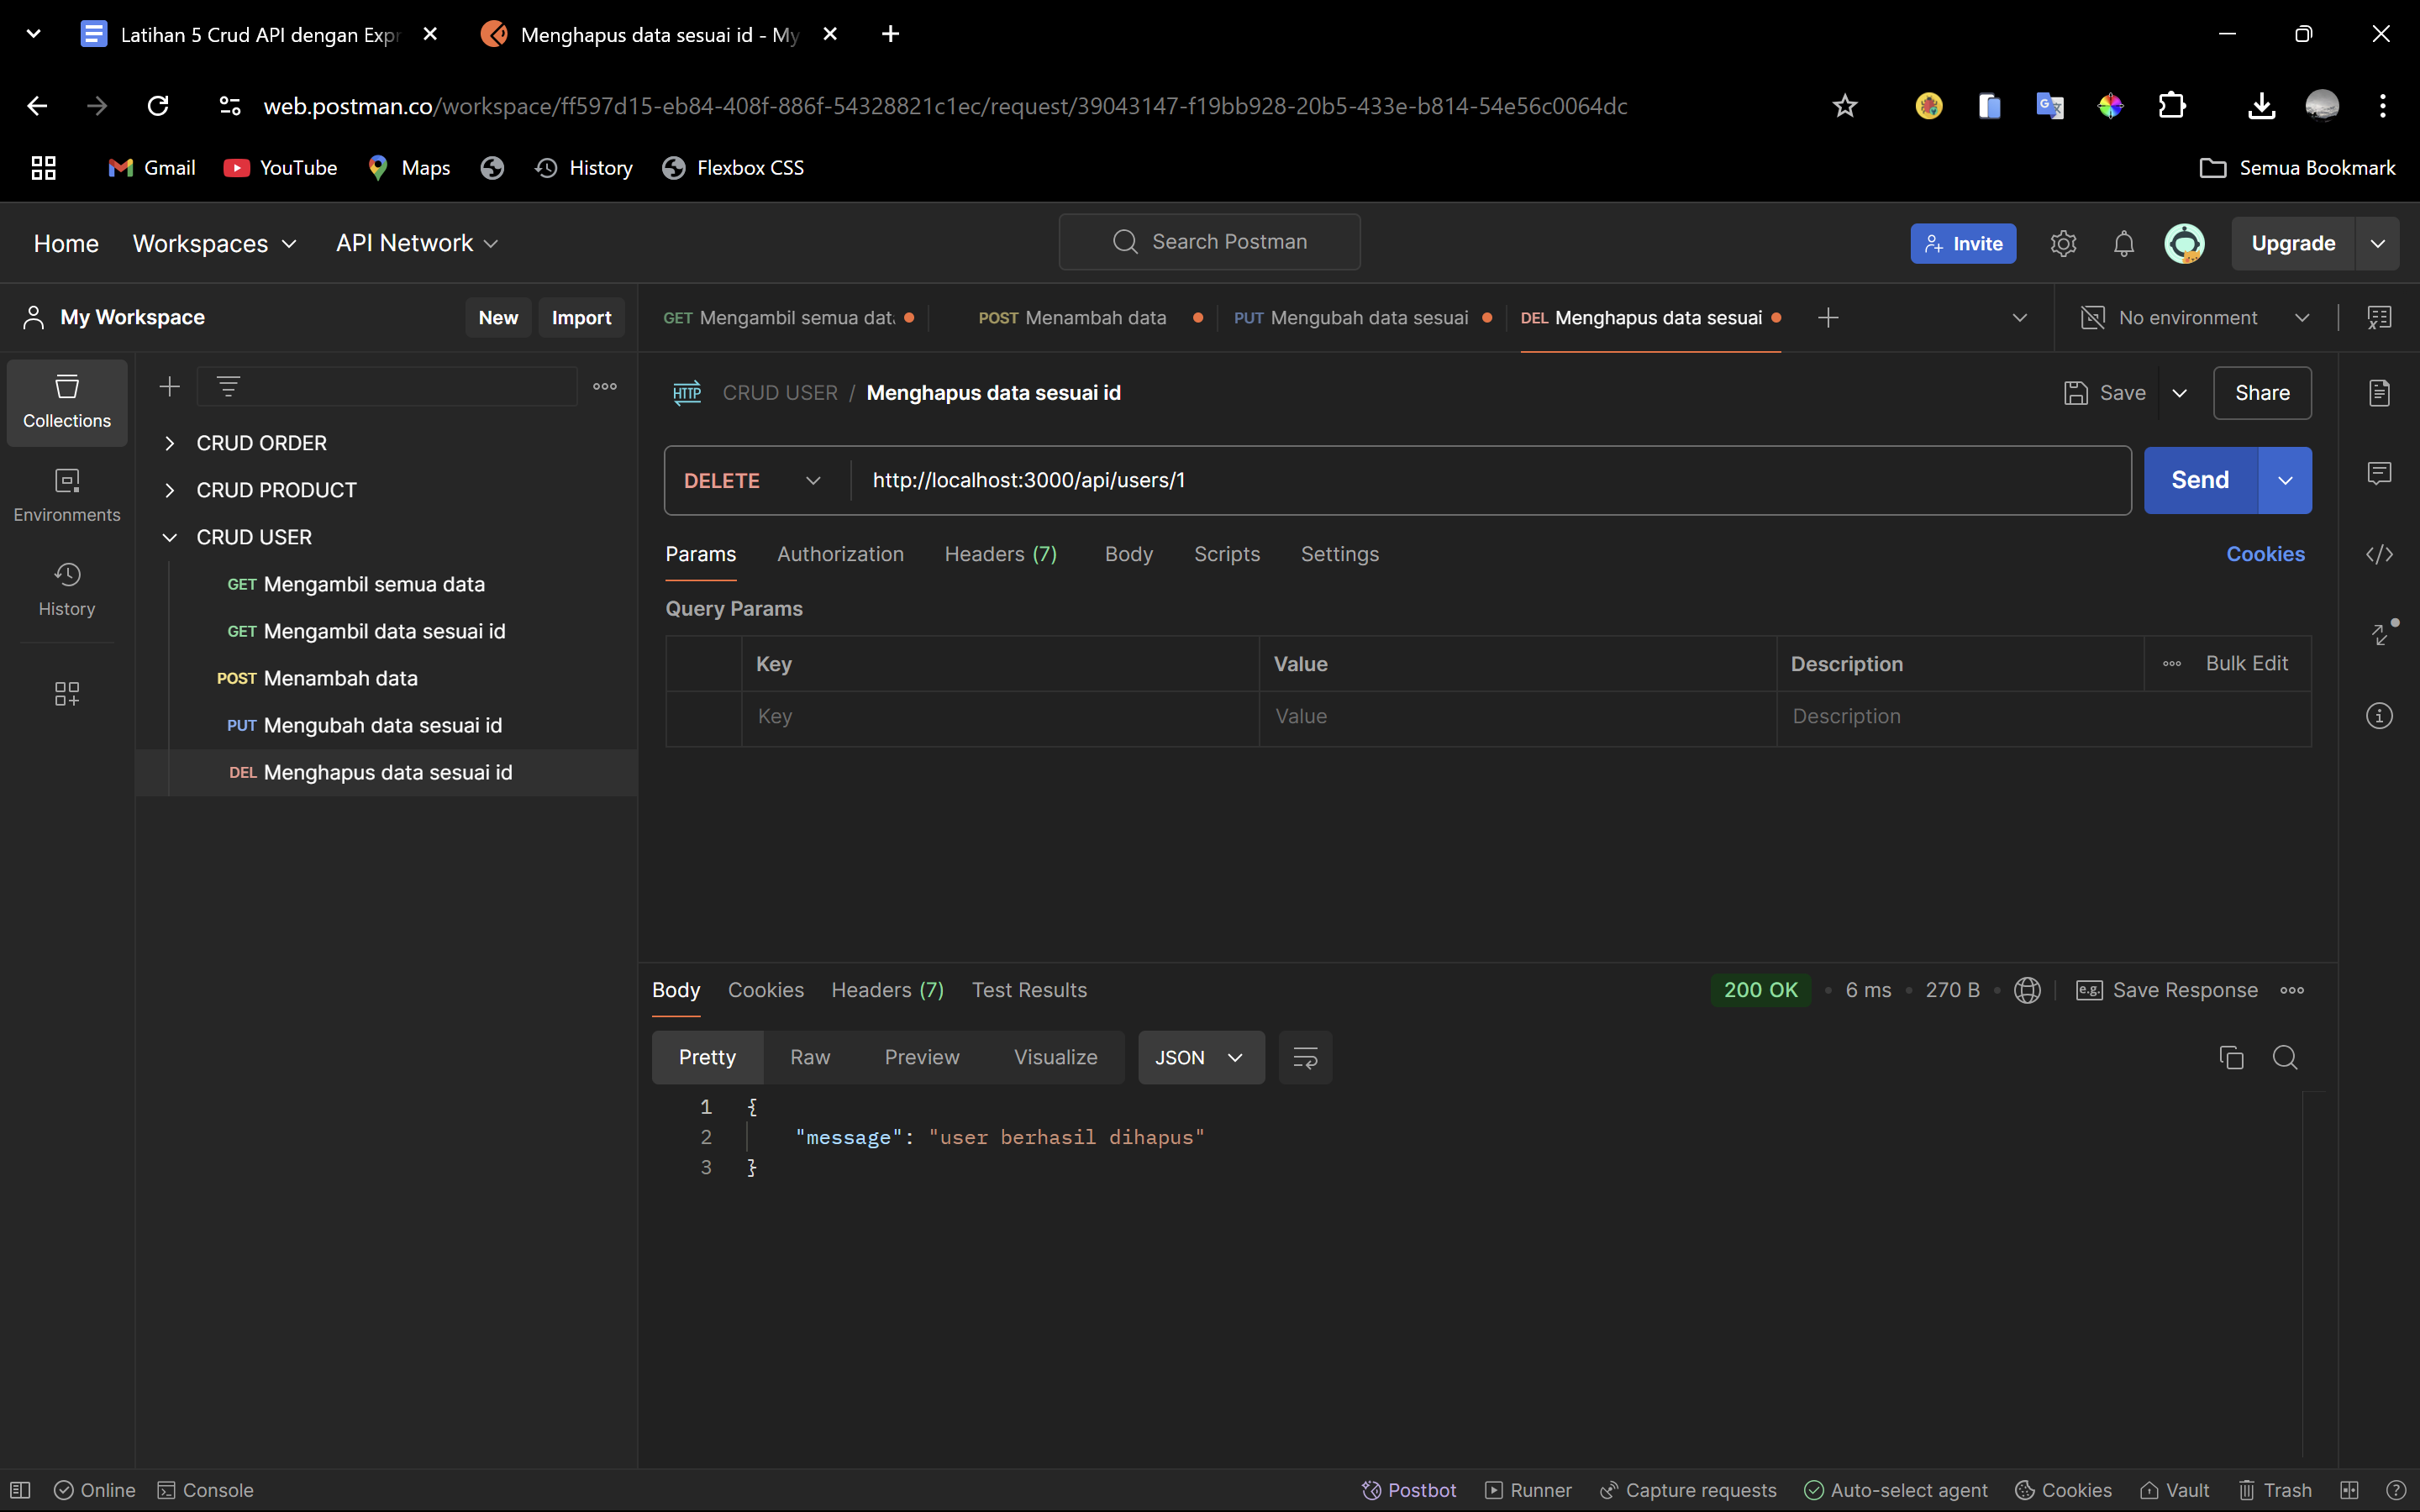 Latihan 5 Crud API dengan Expr
Menghapus data sesuai id - My
web.postman.co/workspace/ff597d15-eb84-408f-886f-54328821c1ec/request/39043147-f19bb928-20b5-433e-b814-54e56c0064dc
Gmail YouTube Maps History Flexbox CSS Semua Bookmark
Home Workspaces API Network Search Postman Invite Upgrade
My Workspace New Import
GET Mengambil semua dat POST Menambah data PUT Mengubah data sesuai DEL Menghapus data sesuai No environment
Collections
Environments
History
CRUD ORDER
CRUD PRODUCT
CRUD USER
GET Mengambil semua data
GET Mengambil data sesuai id
POST Menambah data
PUT Mengubah data sesuai id
DEL Menghapus data sesuai id
HTTP CRUD USER / Menghapus data sesuai id Save Share
DELETE http://localhost:3000/api/users/1 Send
Params Authorization Headers (7) Body Scripts Settings Cookies
Query Params
Key Value Description Bulk Edit
Key Value Description
Body Cookies Headers (7) Test Results 200 OK 6 ms 270 B e.g. Save Response
Pretty Raw Preview Visualize JSON
1 {
2 "message": "user berhasil dihapus"
3 }
Online Console Postbot Runner Capture requests Auto-select agent Cookies Vault Trash